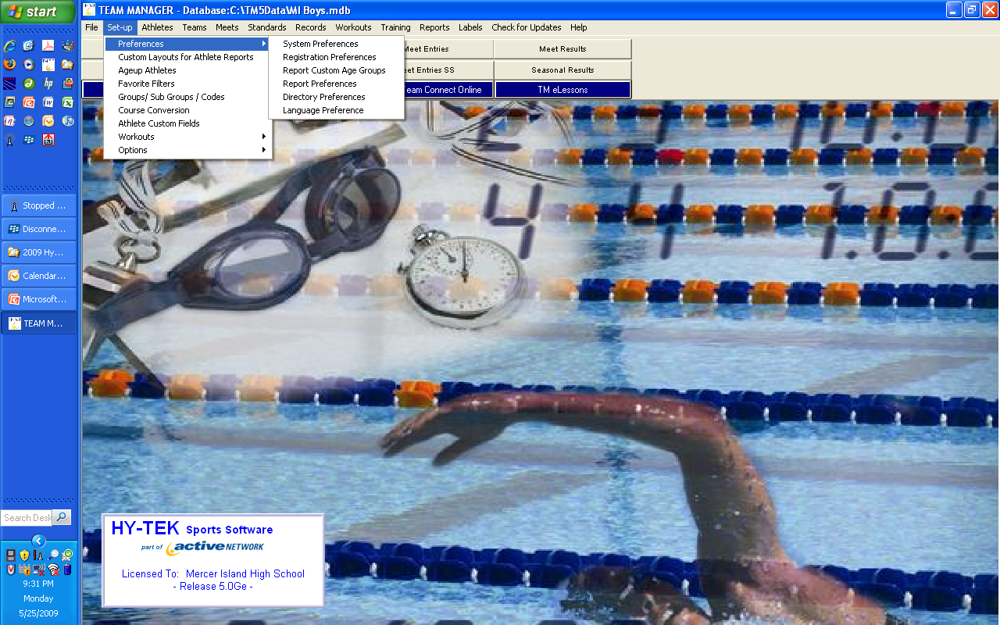 start
TEAM MANAGER - Database:C:\TM5Data\MI Boys.mdb
File Set-up Athletes Teams Meets Standards Records Workouts Training Reports Labels Check for Updates Help
Preferences
Custom Layouts for Athlete Reports
Ageup Athletes
Favorite Filters
Groups/ Sub Groups / Codes
Course Conversion
Athlete Custom Fields
Workouts
Options
System Preferences
Registration Preferences
Report Custom Age Groups
Report Preferences
Directory Preferences
Language Preference
Meet Entries
Meet Results
et Entries SS
Seasonal Results
eam Connect Online
TM eLessons
Stopped ...
Disconne...
2009 Hy...
Calendar...
Microsoft...
TEAM M...
Search Desk
9:31 PM
Monday
5/25/2009
HY-TEK Sports Software
part of active NETWORK
Licensed To: Mercer Island High School
- Release 5.0Ge -